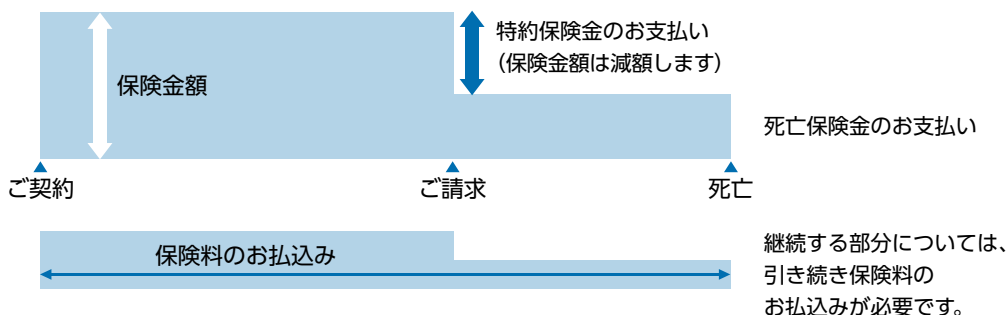 特約保険金のお支払い
（保険金額は減額します）
保険金額
死亡保険金のお支払い
ご契約
ご請求
死亡
保険料のお払込み
継続する部分については、
引き続き保険料の
お払込みが必要です。